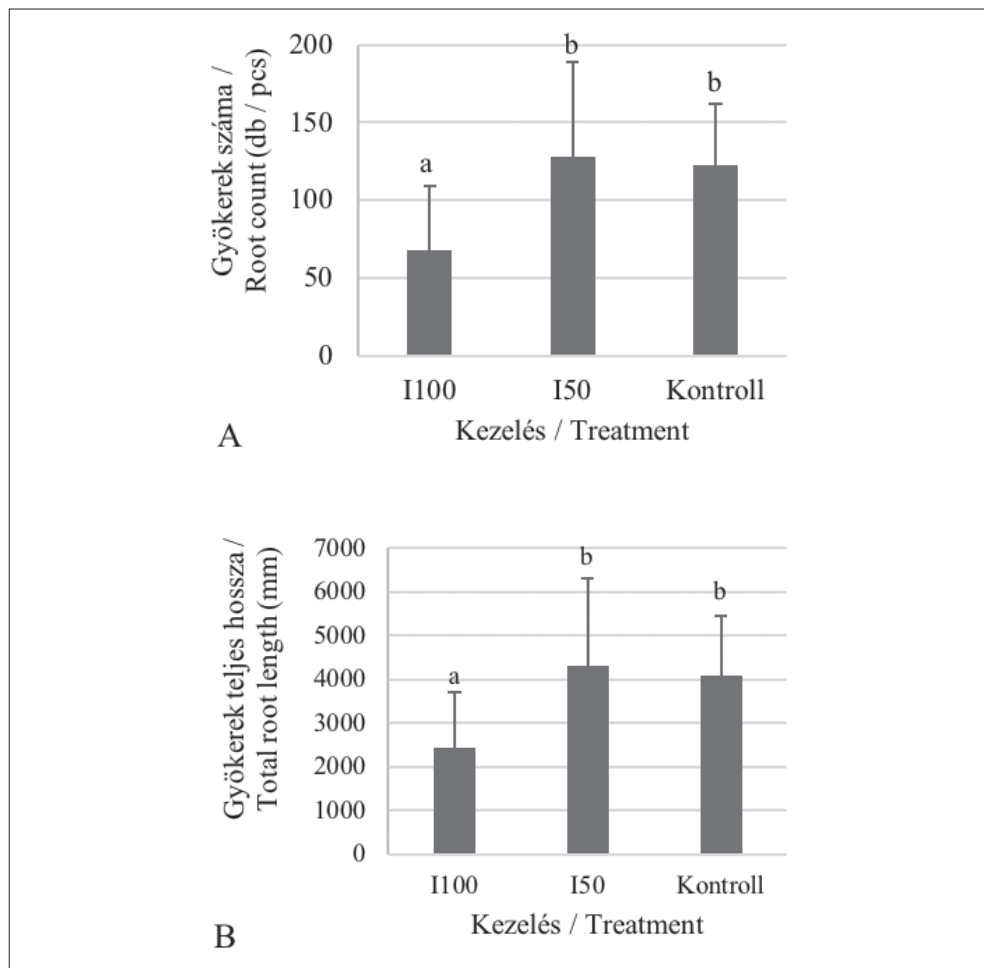 Gyökerek száma /
Root count (db / pcs)
200
150
100
50
0
a
b
b
I100
I50
Kontroll
Kezelés / Treatment
A
Gyökerek teljes hossza /
Total root length (mm)
7000
6000
5000
4000
3000
2000
1000
0
a
b
b
I100
I50
Kontroll
Kezelés / Treatment
B